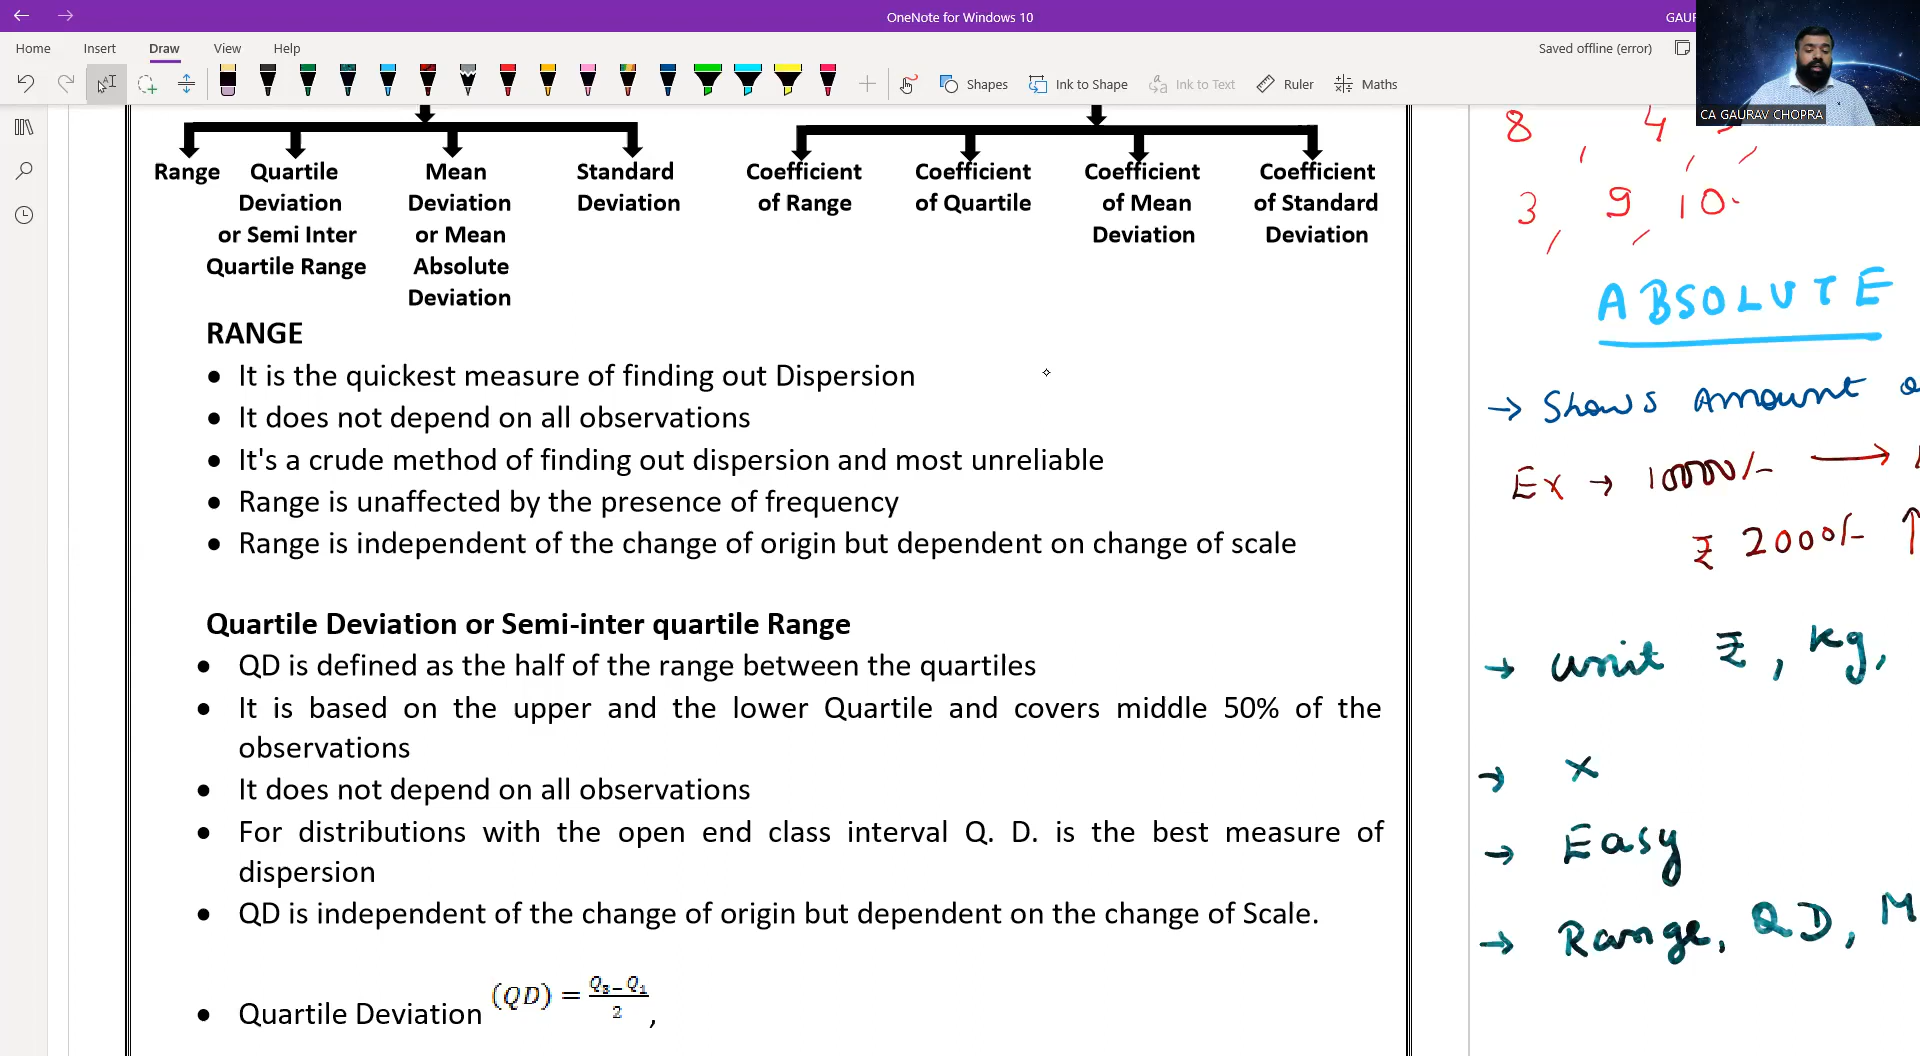 OneNote for Windows 10
GAUR
Home Insert Draw View Help
Saved offline (error)
Shapes Ink to Shape Ink to Text Ruler Maths
CA GAURAV CHOPRA
Range
Quartile
Deviation
or Semi Inter
Quartile Range
Mean
Deviation
or Mean
Absolute
Deviation
Standard
Deviation
Coefficient
of Range
Coefficient
of Quartile
Coefficient
of Mean
Deviation
Coefficient
of Standard
Deviation
RANGE
• It is the quickest measure of finding out Dispersion
• It does not depend on all observations
• It's a crude method of finding out dispersion and most unreliable
• Range is unaffected by the presence of frequency
• Range is independent of the change of origin but dependent on change of scale
Quartile Deviation or Semi-inter quartile Range
• QD is defined as the half of the range between the quartiles
• It is based on the upper and the lower Quartile and covers middle 50% of the
observations
• It does not depend on all observations
• For distributions with the open end class interval Q. D. is the best measure of
dispersion
• QD is independent of the change of origin but dependent on the change of Scale.
• Quartile Deviation (QD) = Q₃ – Q₁ / 2 ,
8 , 4 ,
3 , 9 , 10
ABSOLUTE
→ Shows Amount
Ex → 10000/- →
₹ 2000/- ↑
→ unit ₹, kg,
→ ×
→ Easy
→ Range, QD, M